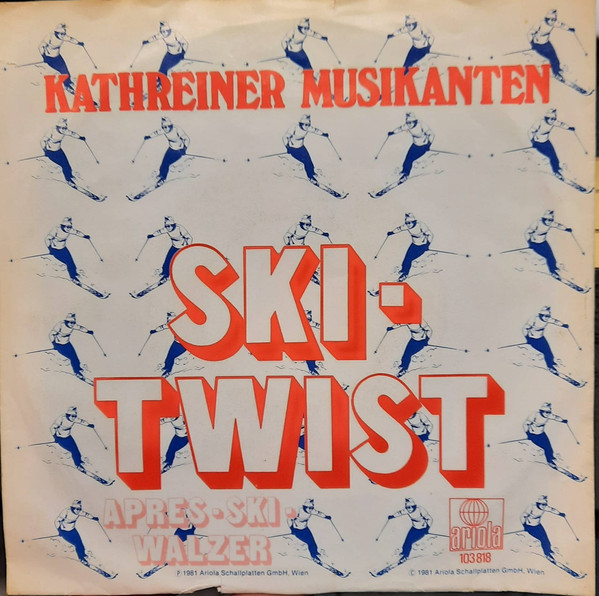 KATHREINER MUSIKANTEN
SKI-
TWIST
APRES-SKI-
WALZER
ariola
103 818
℗ 1981 Ariola Schallplatten GmbH, Wien
© 1981 Ariola Schallplatten GmbH, Wien